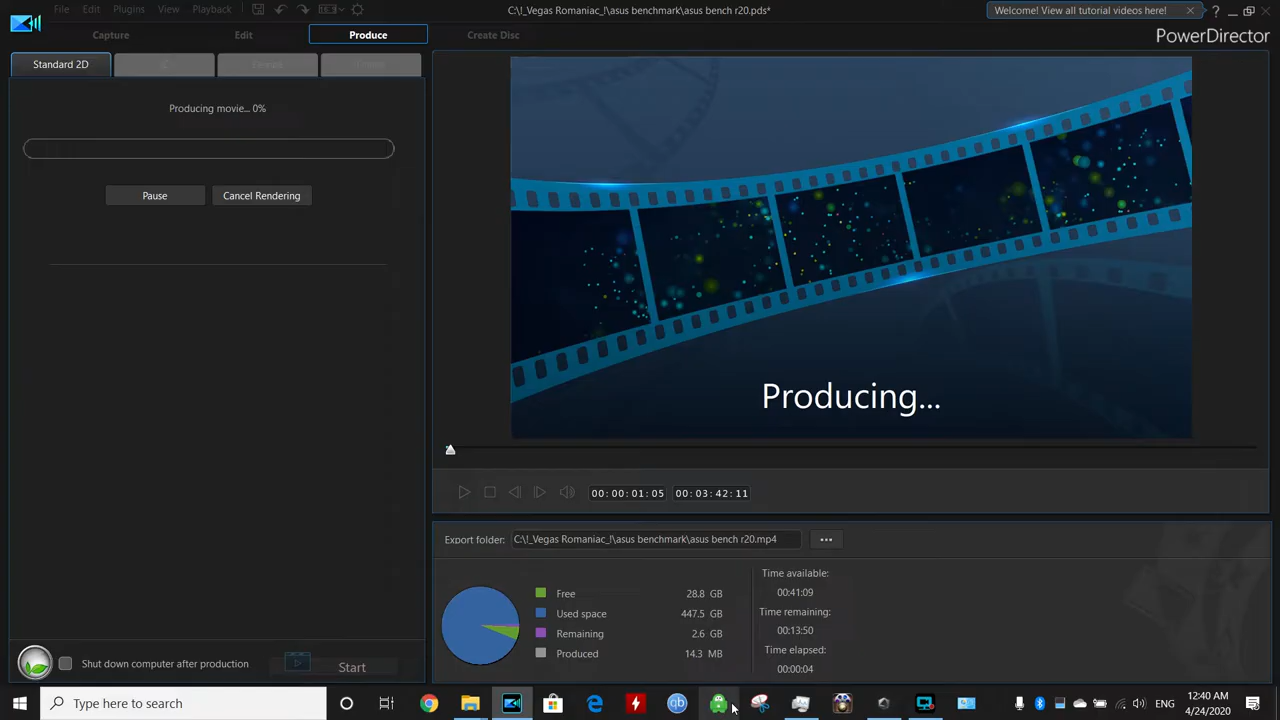 File Edit Plugins View Playback
C:\!_Vegas Romaniac_!\asus benchmark\asus bench r20.pds*
Welcome! View all tutorial videos here!
Capture Edit Produce Create Disc
PowerDirector
Standard 2D
Producing movie... 0%
Pause Cancel Rendering
Producing...
00:00:01:05 00:03:42:11
Export folder: C:\!_Vegas Romaniac_!\asus benchmark\asus bench r20.mp4
Free 28.8 GB
Used space 447.5 GB
Remaining 2.6 GB
Produced 14.3 MB
Time available:
00:41:09
Time remaining:
00:13:50
Time elapsed:
00:00:04
Shut down computer after production
Start
Type here to search
qb
12:40 AM
4/24/2020